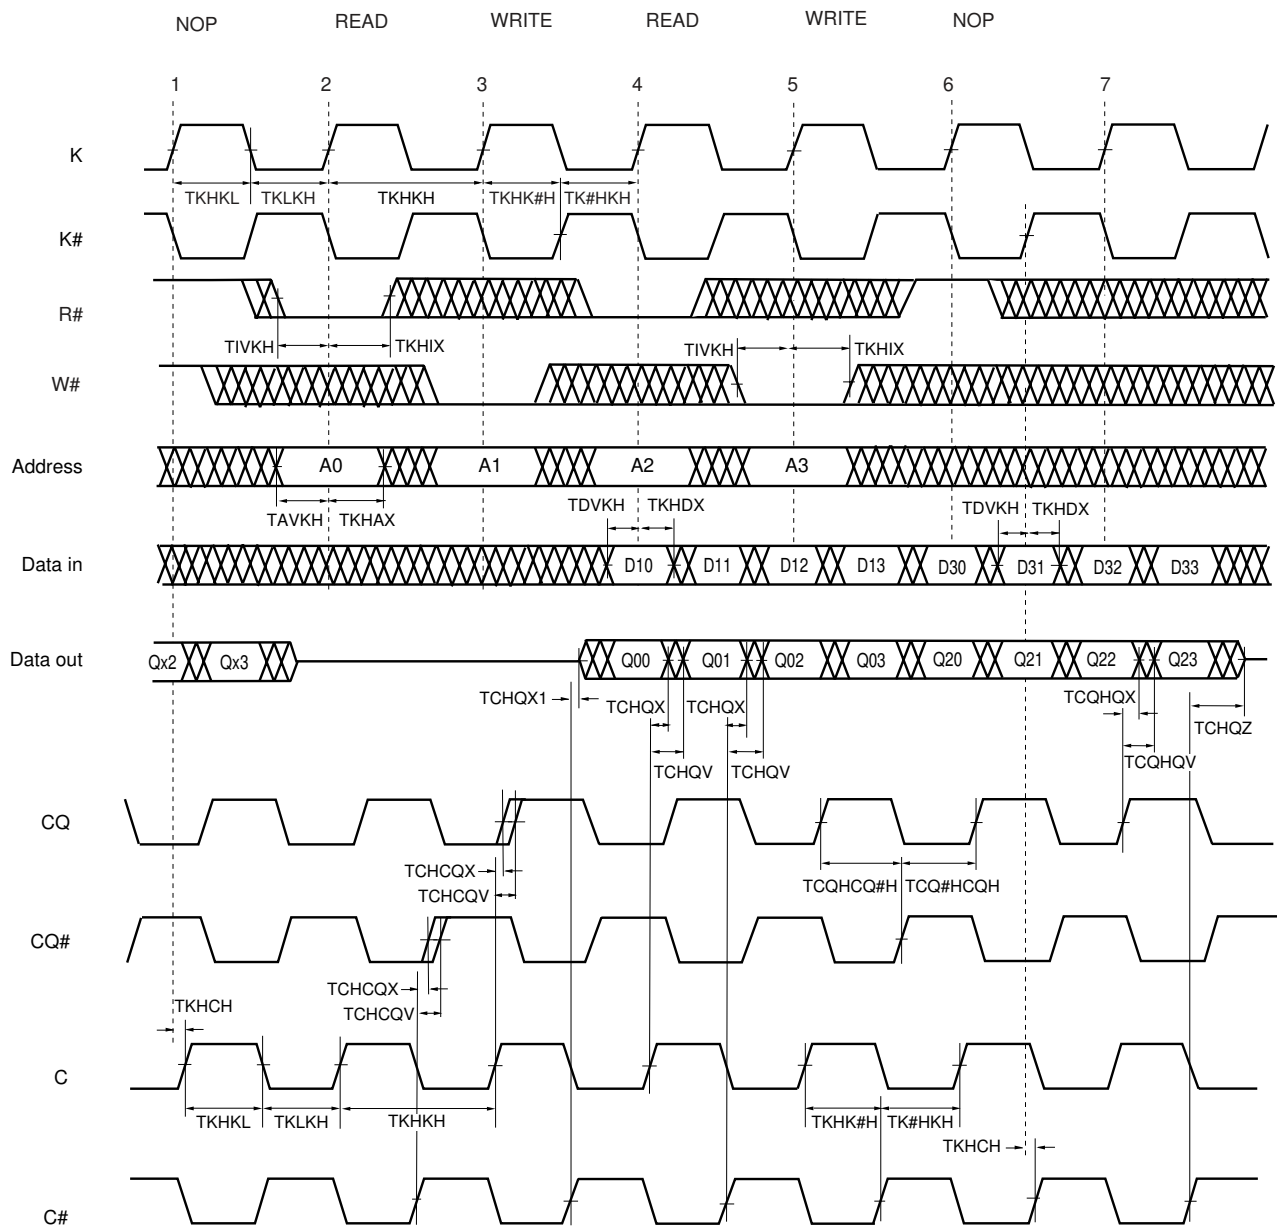 NOP READ WRITE READ WRITE NOP
1 2 3 4 5 6 7
K
TKHKL TKLKH TKHKH TKHK#H TK#HKH
K#
R#
TIVKH TKHIX TIVKH TKHIX
W#
Address A0 A1 A2 A3
TAVKH TKHAX TDVKH TKHDX TDVKH TKHDX
Data in D10 D11 D12 D13 D30 D31 D32 D33
Data out Qx2 Qx3 Q00 Q01 Q02 Q03 Q20 Q21 Q22 Q23
TCHQX1 TCHQX TCHQX TCQHQX TCHQZ
TCHQV TCHQV TCQHQV
CQ
TCHCQX
TCHCQV TCQHCQ#H TCQ#HCQH
CQ#
TCHCQX
TKHCH TCHCQV
C
TKHKL TKLKH TKHKH TKHK#H TK#HKH
TKHCH
C#